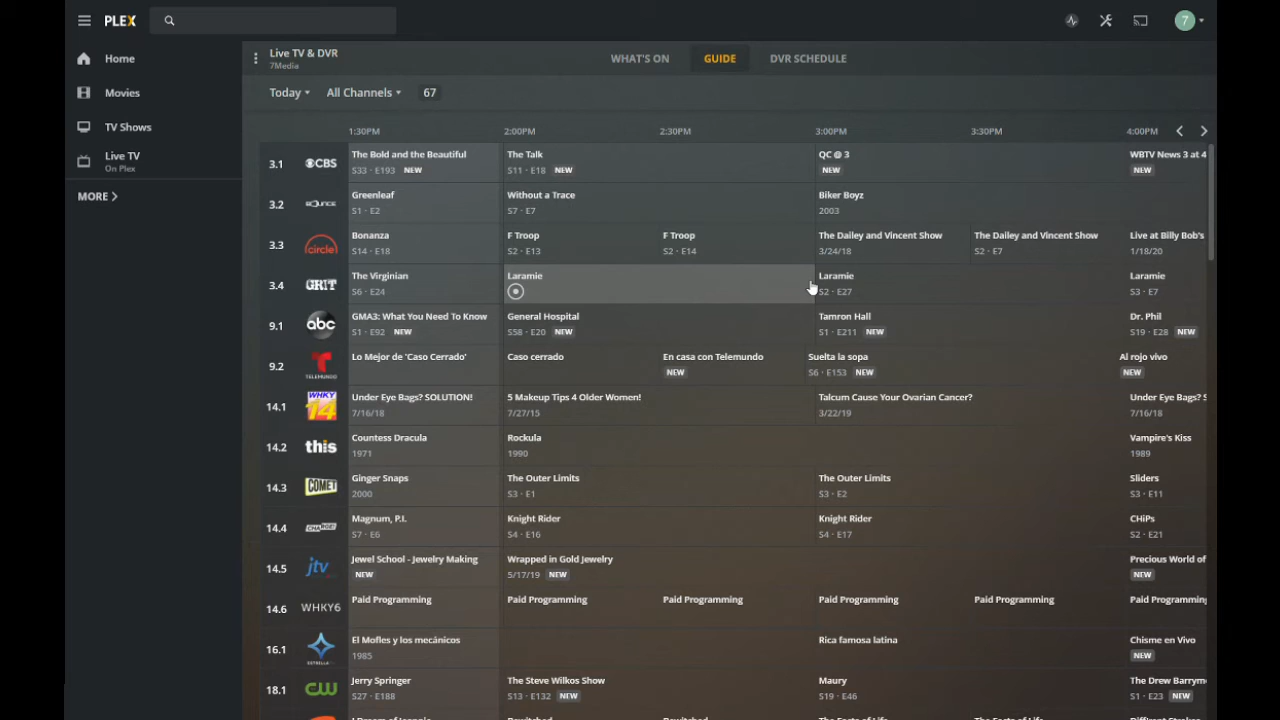 PLEX
7
Home
Movies
TV Shows
Live TV
On Plex
MORE
Live TV & DVR
7Media
WHAT'S ON GUIDE DVR SCHEDULE
Today All Channels 67
1:30PM 2:00PM 2:30PM 3:00PM 3:30PM 4:00PM
3.1 CBS The Bold and the Beautiful The Talk QC @ 3 WBTV News 3 at 4
S33 · E193 NEW S11 · E18 NEW NEW NEW
3.2 BOUNCE Greenleaf Without a Trace Biker Boyz
S1 · E2 S7 · E7 2003
3.3 circle Bonanza F Troop F Troop The Dailey and Vincent Show The Dailey and Vincent Show Live at Billy Bob's
S14 · E18 S2 · E13 S2 · E14 3/24/18 S2 · E7 1/18/20
3.4 GRIT The Virginian Laramie Laramie Laramie
S6 · E24 S2 · E27 S3 · E7
9.1 abc GMA3: What You Need To Know General Hospital Tamron Hall Dr. Phil
S1 · E92 NEW S58 · E20 NEW S1 · E211 NEW S19 · E28 NEW
9.2 TELEMUNDO Lo Mejor de 'Caso Cerrado' Caso cerrado En casa con Telemundo Suelta la sopa Al rojo vivo
NEW S6 · E153 NEW NEW
14.1 WHKY 14 Under Eye Bags? SOLUTION! 5 Makeup Tips 4 Older Women! Talcum Cause Your Ovarian Cancer? Under Eye Bags?
7/16/18 7/27/15 3/22/19 7/16/18
14.2 this Countess Dracula Rockula Vampire's Kiss
1971 1990 1989
14.3 COMET Ginger Snaps The Outer Limits The Outer Limits Sliders
2000 S3 · E1 S3 · E2 S3 · E11
14.4 CHARGE! Magnum, P.I. Knight Rider Knight Rider CHiPs
S7 · E6 S4 · E16 S4 · E17 S2 · E21
14.5 jtv Jewel School - Jewelry Making Wrapped in Gold Jewelry Precious World of
NEW 5/17/19 NEW NEW
14.6 WHKY6 Paid Programming Paid Programming Paid Programming Paid Programming Paid Programming Paid Programming
16.1 ESTRELLA El Mofles y los mecánicos Rica famosa latina Chisme en Vivo
1985 NEW
18.1 CW Jerry Springer The Steve Wilkos Show Maury The Drew Barrym
S27 · E188 S13 · E132 NEW S19 · E46 S1 · E23 NEW